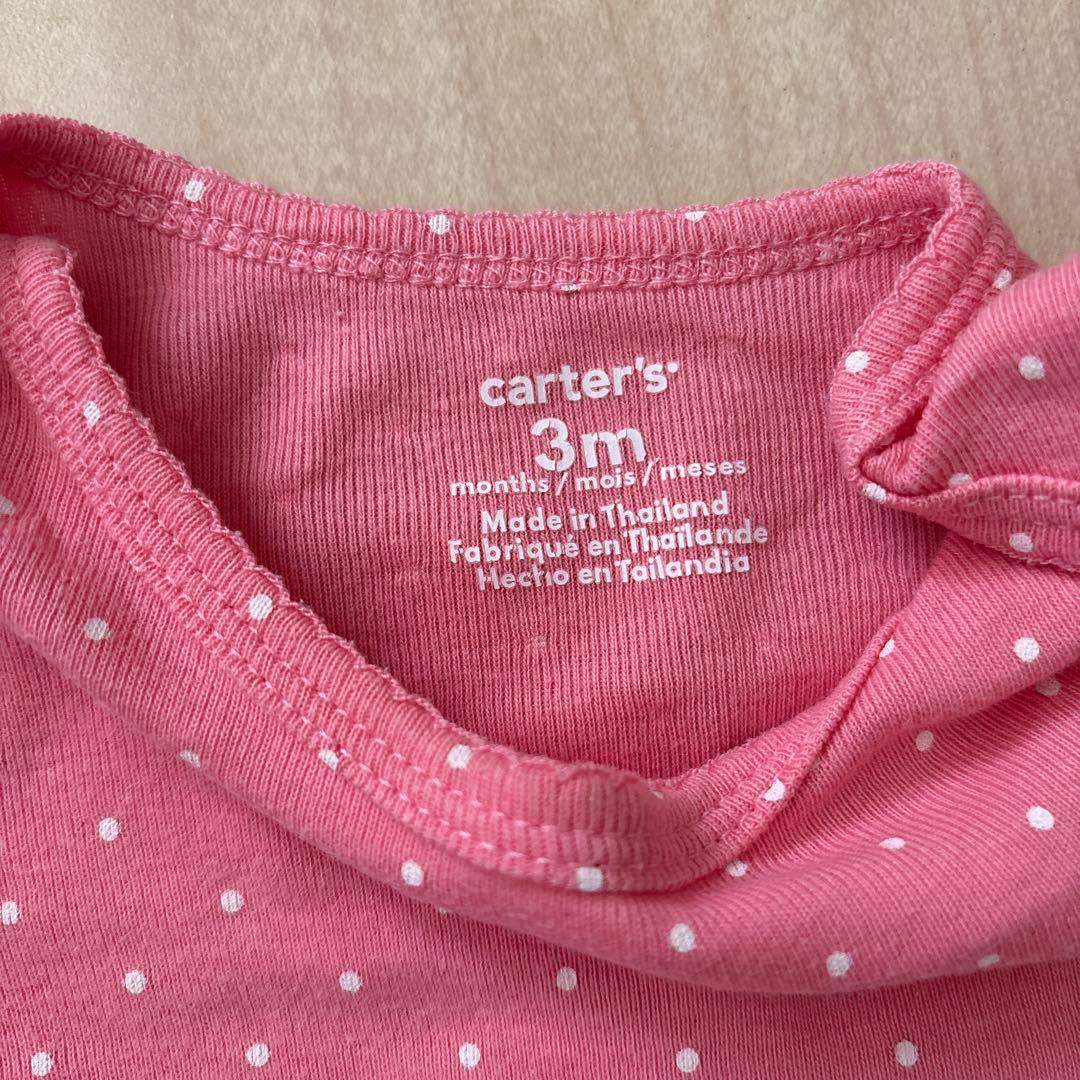 carter's
3m
months / mois / meses
Made in Thailand
Fabriqué en Thaïlande
Hecho en Tailandia